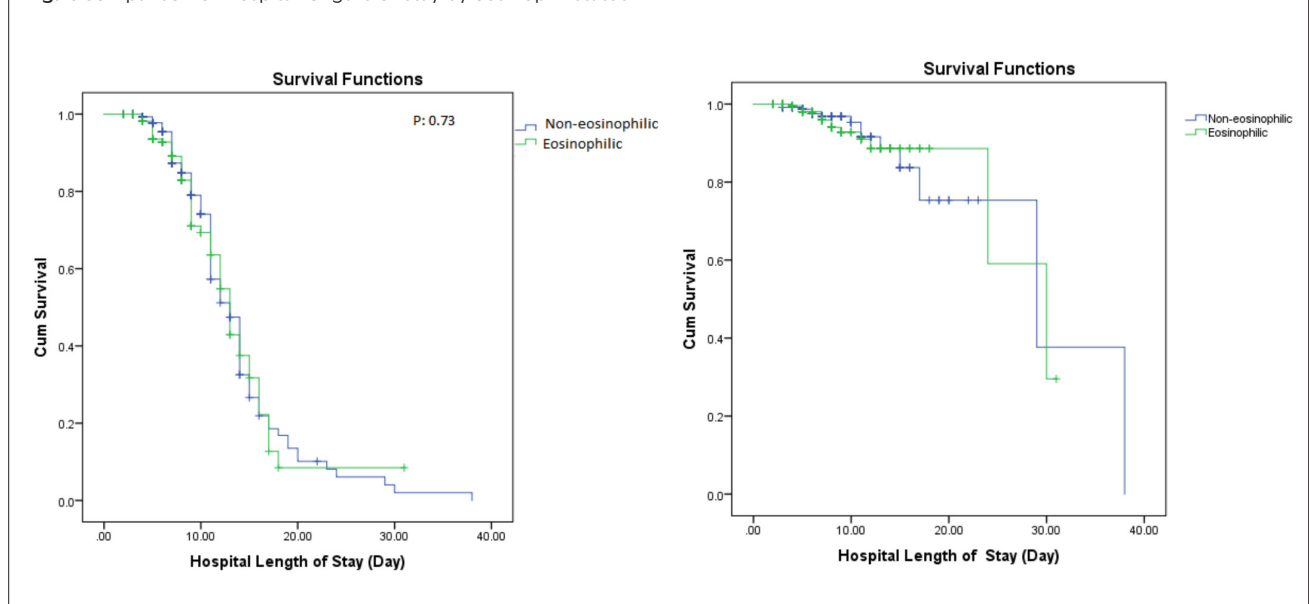 Survival Functions
P: 0.73
Non-eosinophilic
Eosinophilic
1.0
0.8
0.6
0.4
0.2
0.0
Cum Survival
.00 10.00 20.00 30.00 40.00
Hospital Length of Stay (Day)
Survival Functions
Non-eosinophilic
Eosinophilic
1.0
0.8
0.6
0.4
0.2
0.0
Cum Survival
.00 10.00 20.00 30.00 40.00
Hospital Length of Stay (Day)